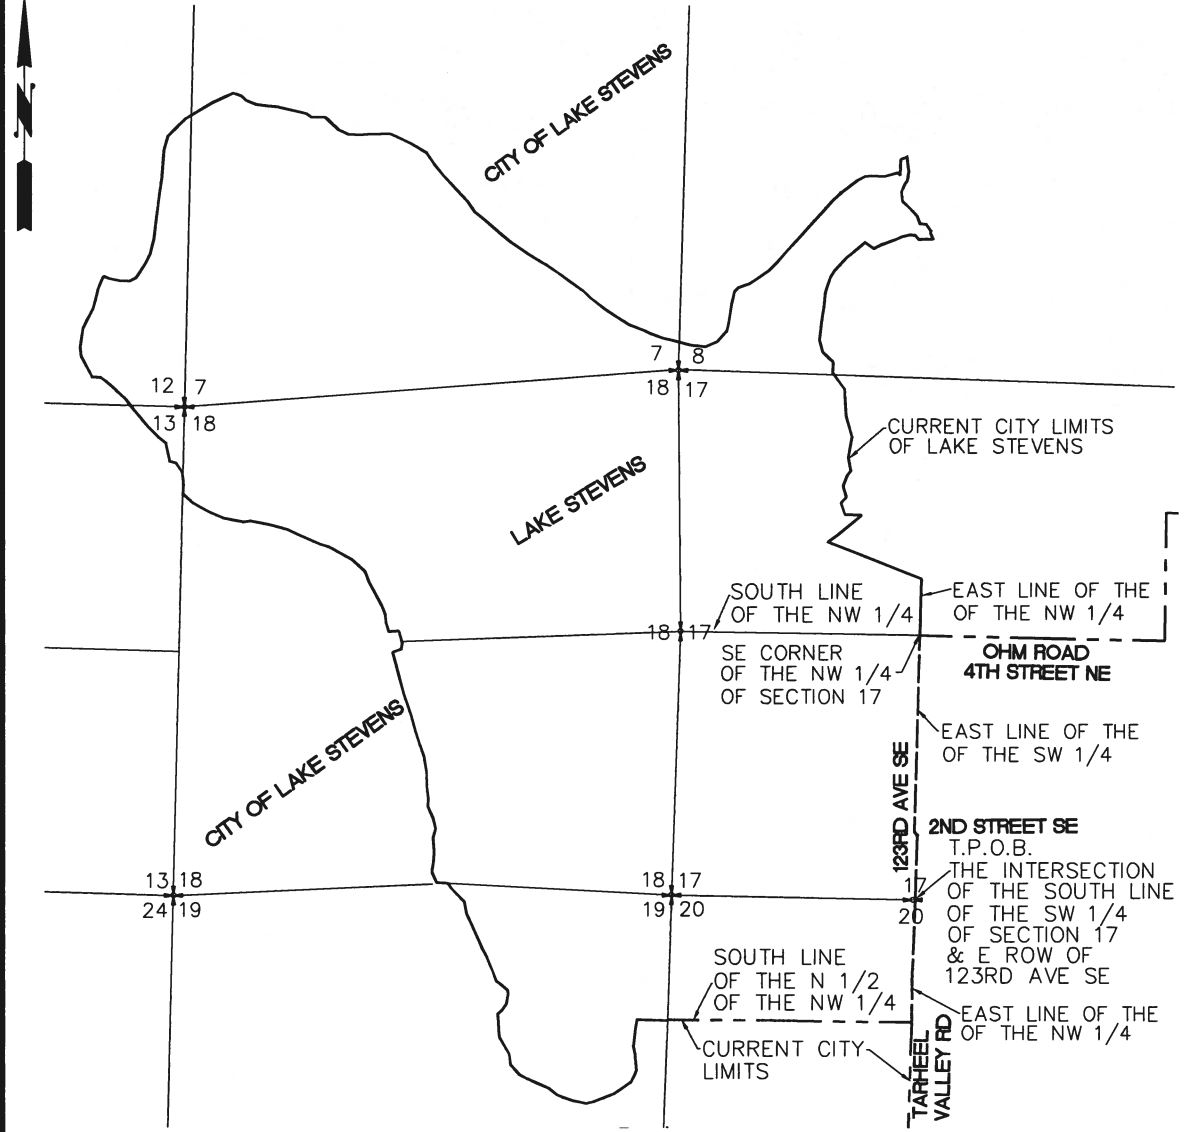 N
CITY OF LAKE STEVENS
7 8
18 17
12 7
13 18
CURRENT CITY LIMITS
OF LAKE STEVENS
LAKE STEVENS
SOUTH LINE
OF THE NW 1/4
EAST LINE OF THE
OF THE NW 1/4
18 17
SE CORNER
OF THE NW 1/4
OF SECTION 17
OHM ROAD
4TH STREET NE
EAST LINE OF THE
OF THE SW 1/4
CITY OF LAKE STEVENS
123RD AVE SE
2ND STREET SE
T.P.O.B.
THE INTERSECTION
OF THE SOUTH LINE
OF THE SW 1/4
OF SECTION 17
& E ROW OF
123RD AVE SE
13 18
24 19
18 17
19 20
17
20
SOUTH LINE
OF THE N 1/2
OF THE NW 1/4
EAST LINE OF THE
OF THE NW 1/4
CURRENT CITY
LIMITS
TARHEEL
VALLEY RD